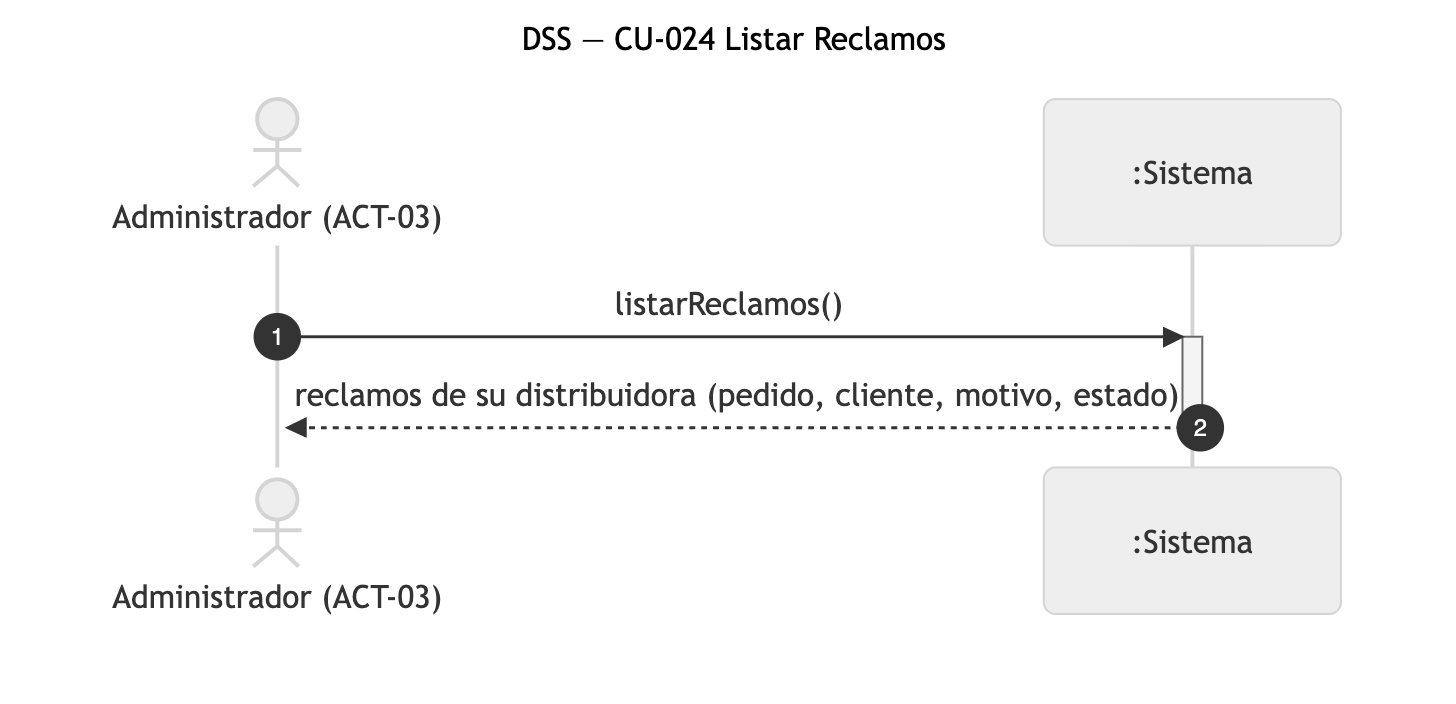 DSS – CU-024 Listar Reclamos
Administrador (ACT-03)
:Sistema
listarReclamos()
1
reclamos de su distribuidora (pedido, cliente, motivo, estado)
2
Administrador (ACT-03)
:Sistema